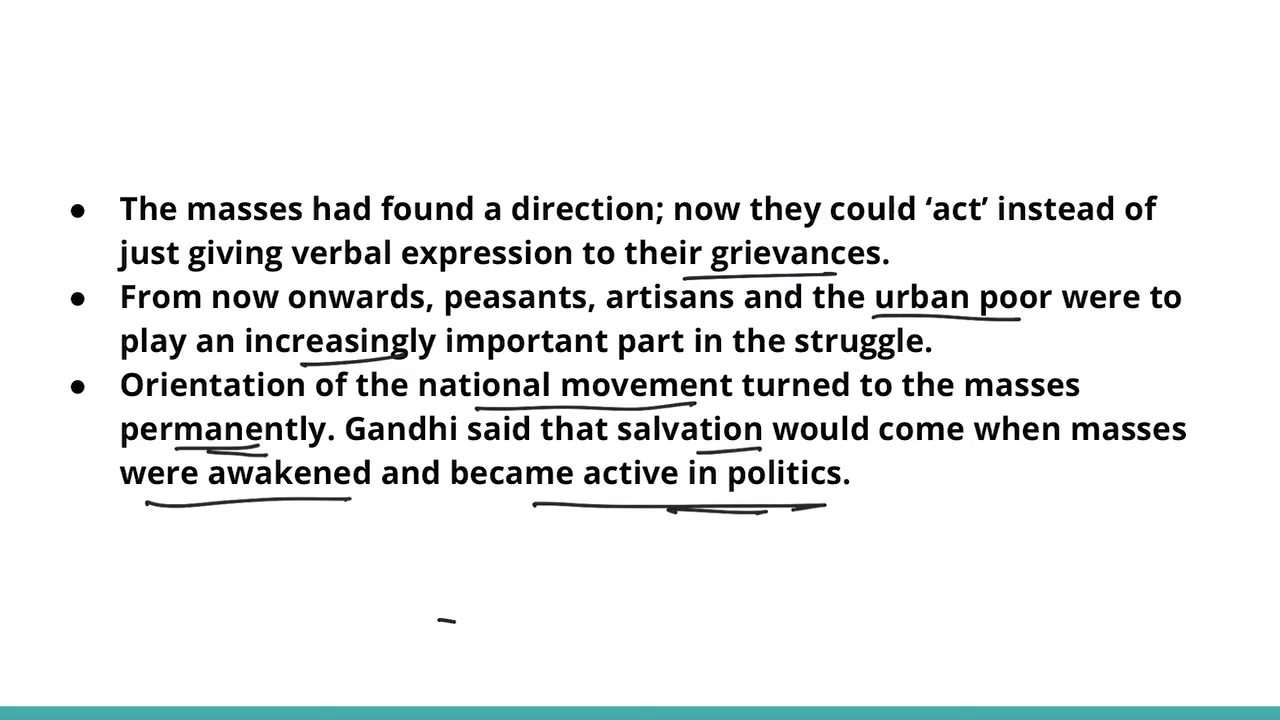 ● The masses had found a direction; now they could ‘act’ instead of
just giving verbal expression to their grievances.
● From now onwards, peasants, artisans and the urban poor were to
play an increasingly important part in the struggle.
● Orientation of the national movement turned to the masses
permanently. Gandhi said that salvation would come when masses
were awakened and became active in politics.